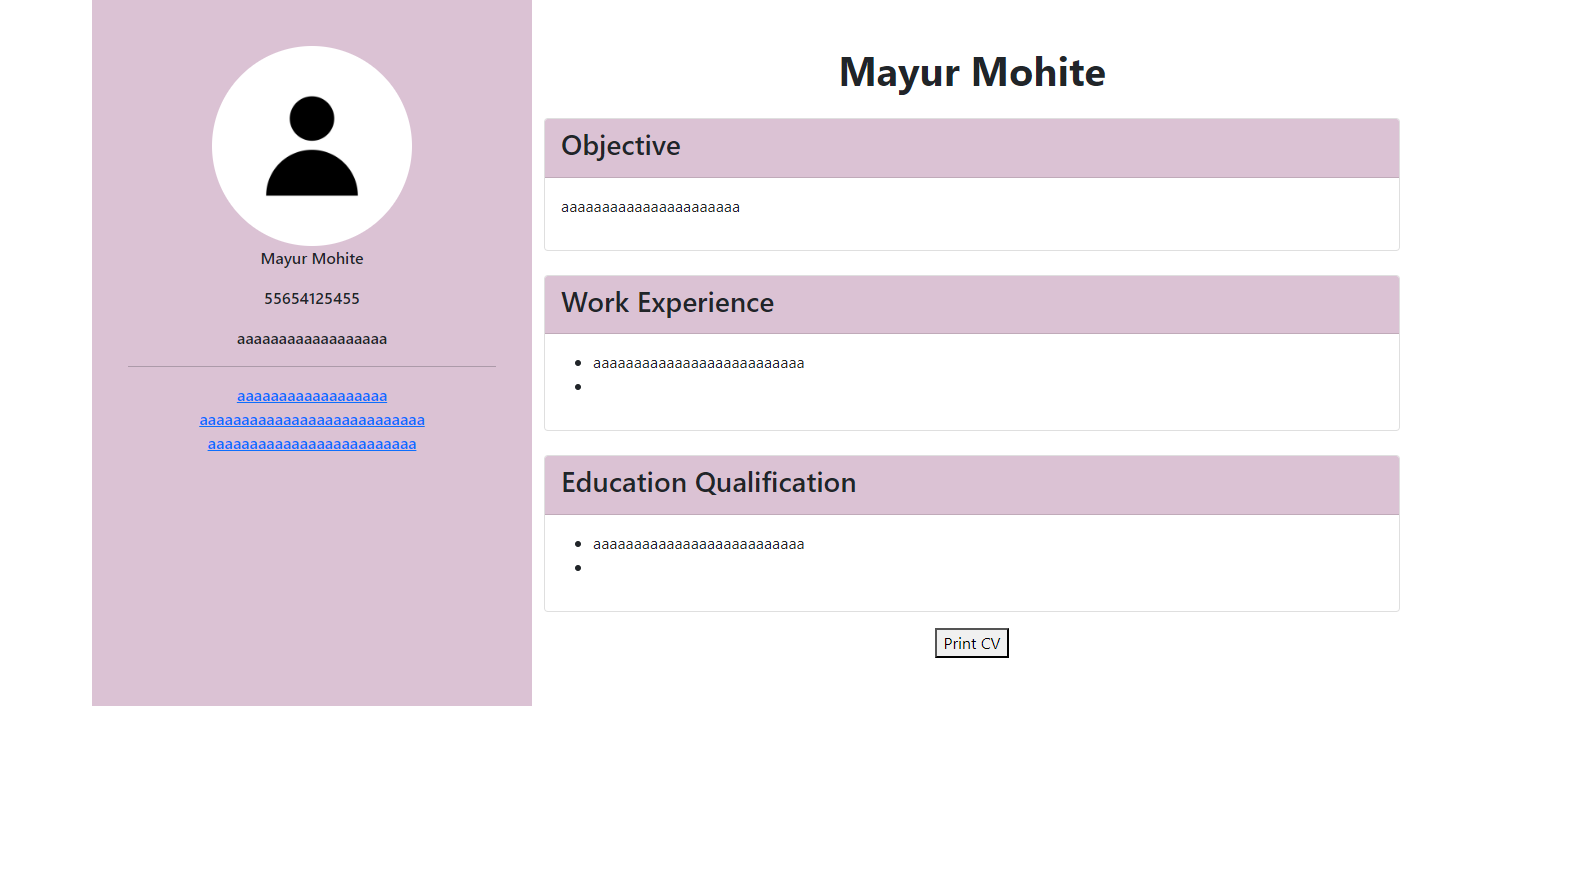 Mayur Mohite
55654125455
aaaaaaaaaaaaaaaaaa
aaaaaaaaaaaaaaaaaa
aaaaaaaaaaaaaaaaaaaaaaaaaaa
aaaaaaaaaaaaaaaaaaaaaaaaa
Mayur Mohite
Objective
aaaaaaaaaaaaaaaaaaaaaa
Work Experience
aaaaaaaaaaaaaaaaaaaaaaaaaa
Education Qualification
aaaaaaaaaaaaaaaaaaaaaaaaaa
Print CV